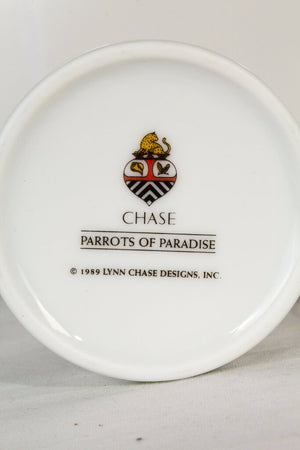 CHASE
PARROTS OF PARADISE
© 1989 LYNN CHASE DESIGNS, INC.